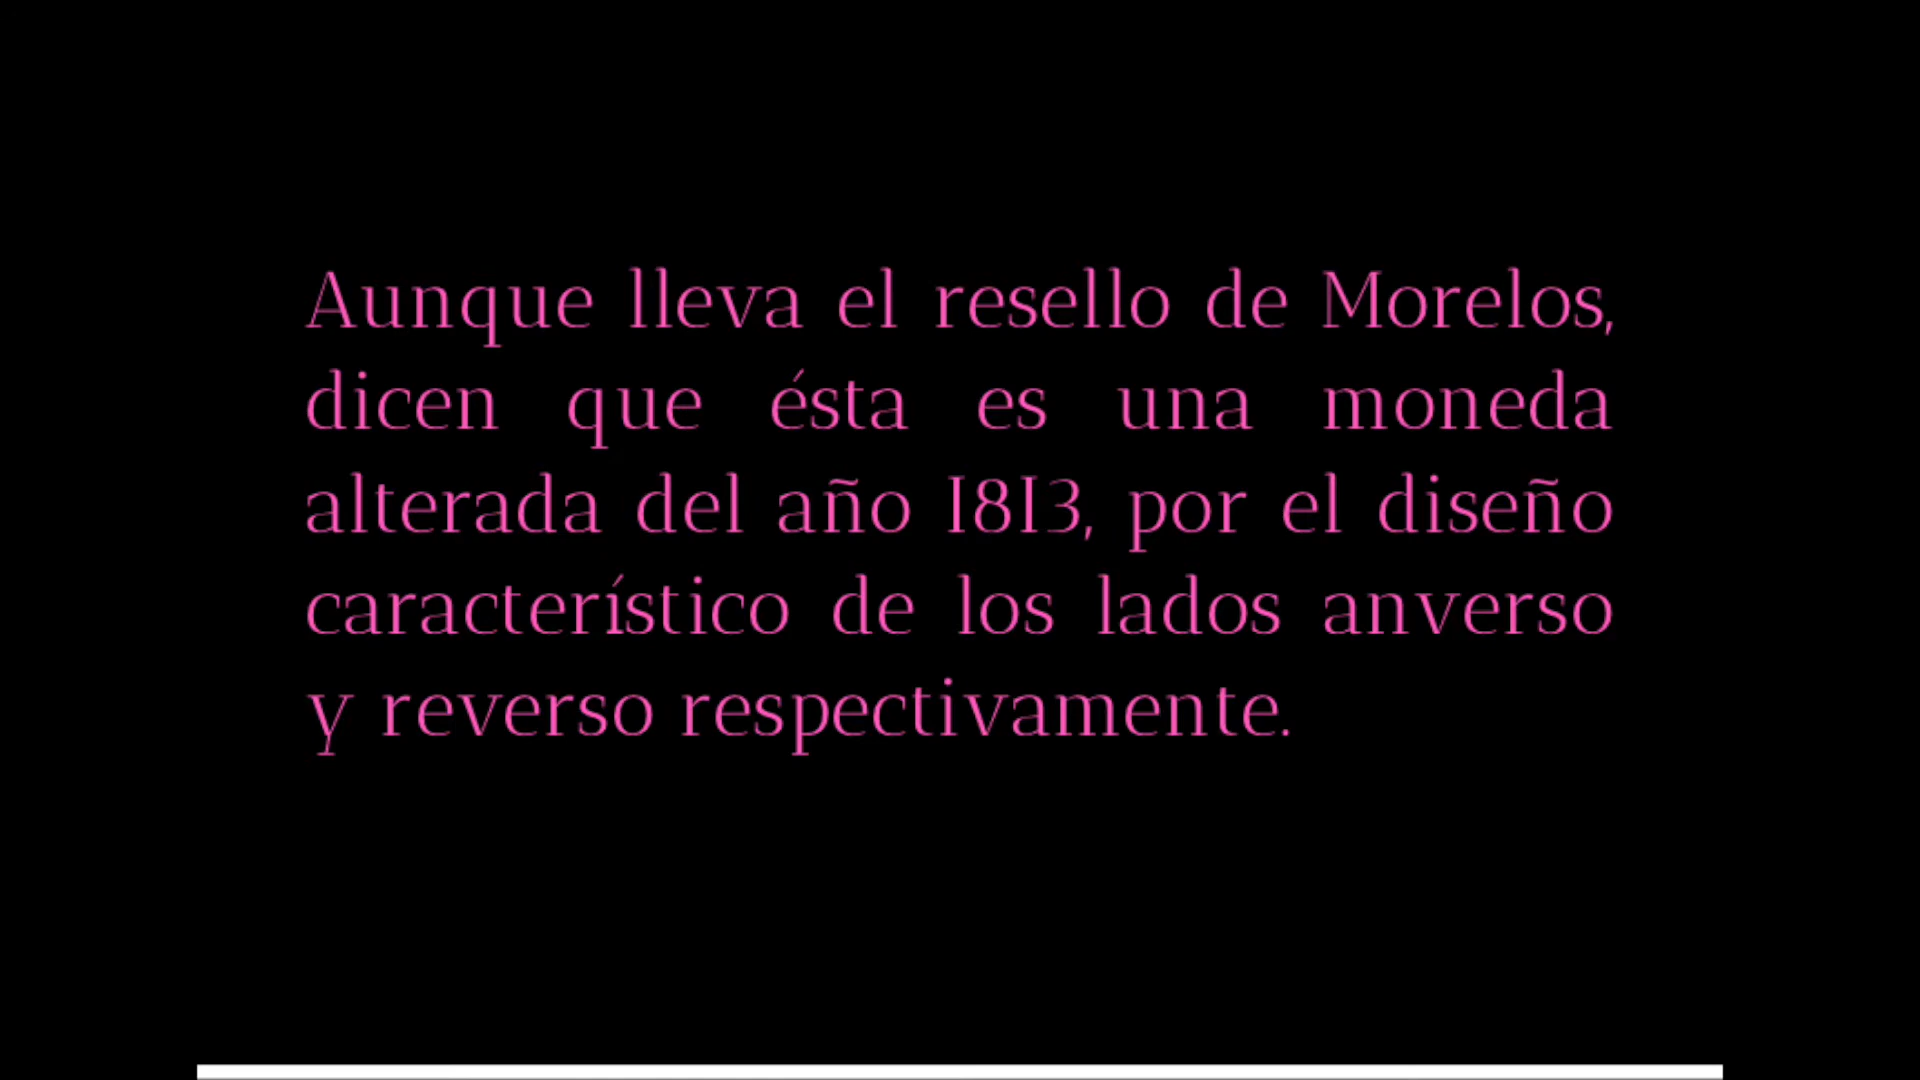 Aunque lleva el resello de Morelos,
dicen que ésta es una moneda
alterada del año 1813, por el diseño
característico de los lados anverso
y reverso respectivamente.